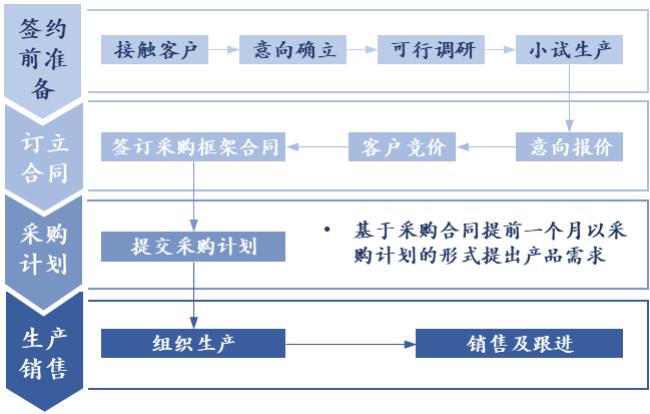 签约
前准
备
接触客户
意向确立
可行调研
小试生产
订立
合同
签订采购框架合同
客户竞价
意向报价
采购
计划
提交采购计划
• 基于采购合同提前一个月以采
购计划的形式提出产品需求
生产
销售
组织生产
销售及跟进